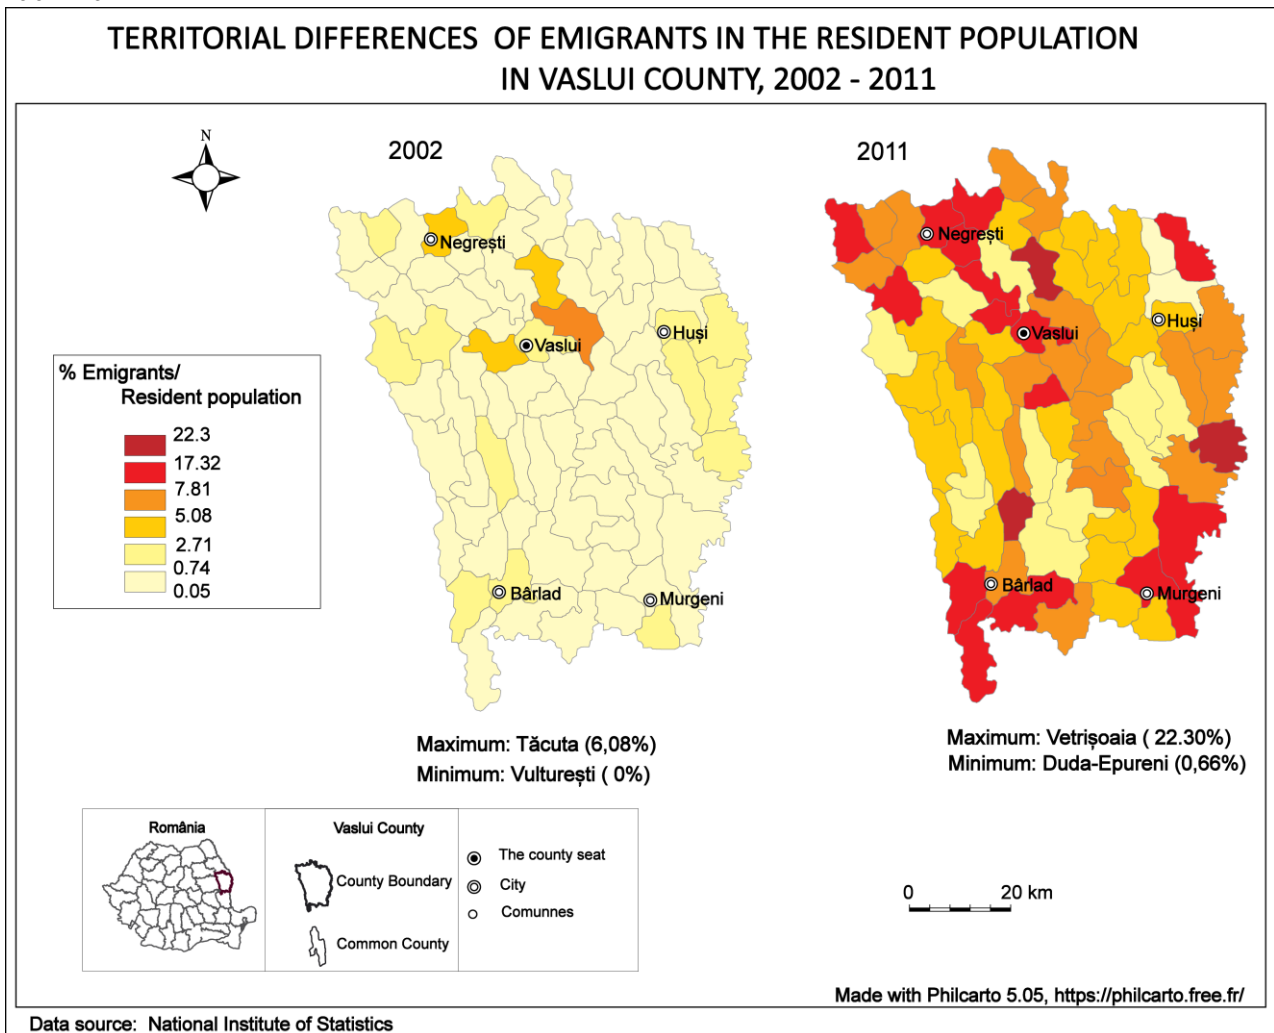 TERRITORIAL DIFFERENCES OF EMIGRANTS IN THE RESIDENT POPULATION
IN VASLUI COUNTY, 2002 - 2011
N
2002
2011
Negrești
Vaslui
Huși
Bârlad
Murgeni
Negrești
Vaslui
Huși
Bârlad
Murgeni
% Emigrants/
Resident population
22.3
17.32
7.81
5.08
2.71
0.74
0.05
Maximum: Tăcuta (6,08%)
Minimum: Vulturești ( 0%)
Maximum: Vetrișoaia ( 22.30%)
Minimum: Duda-Epureni (0,66%)
România
Vaslui County
County Boundary
Common County
The county seat
City
Comunnes
0 20 km
Made with Philcarto 5.05, https://philcarto.free.fr/
Data source: National Institute of Statistics